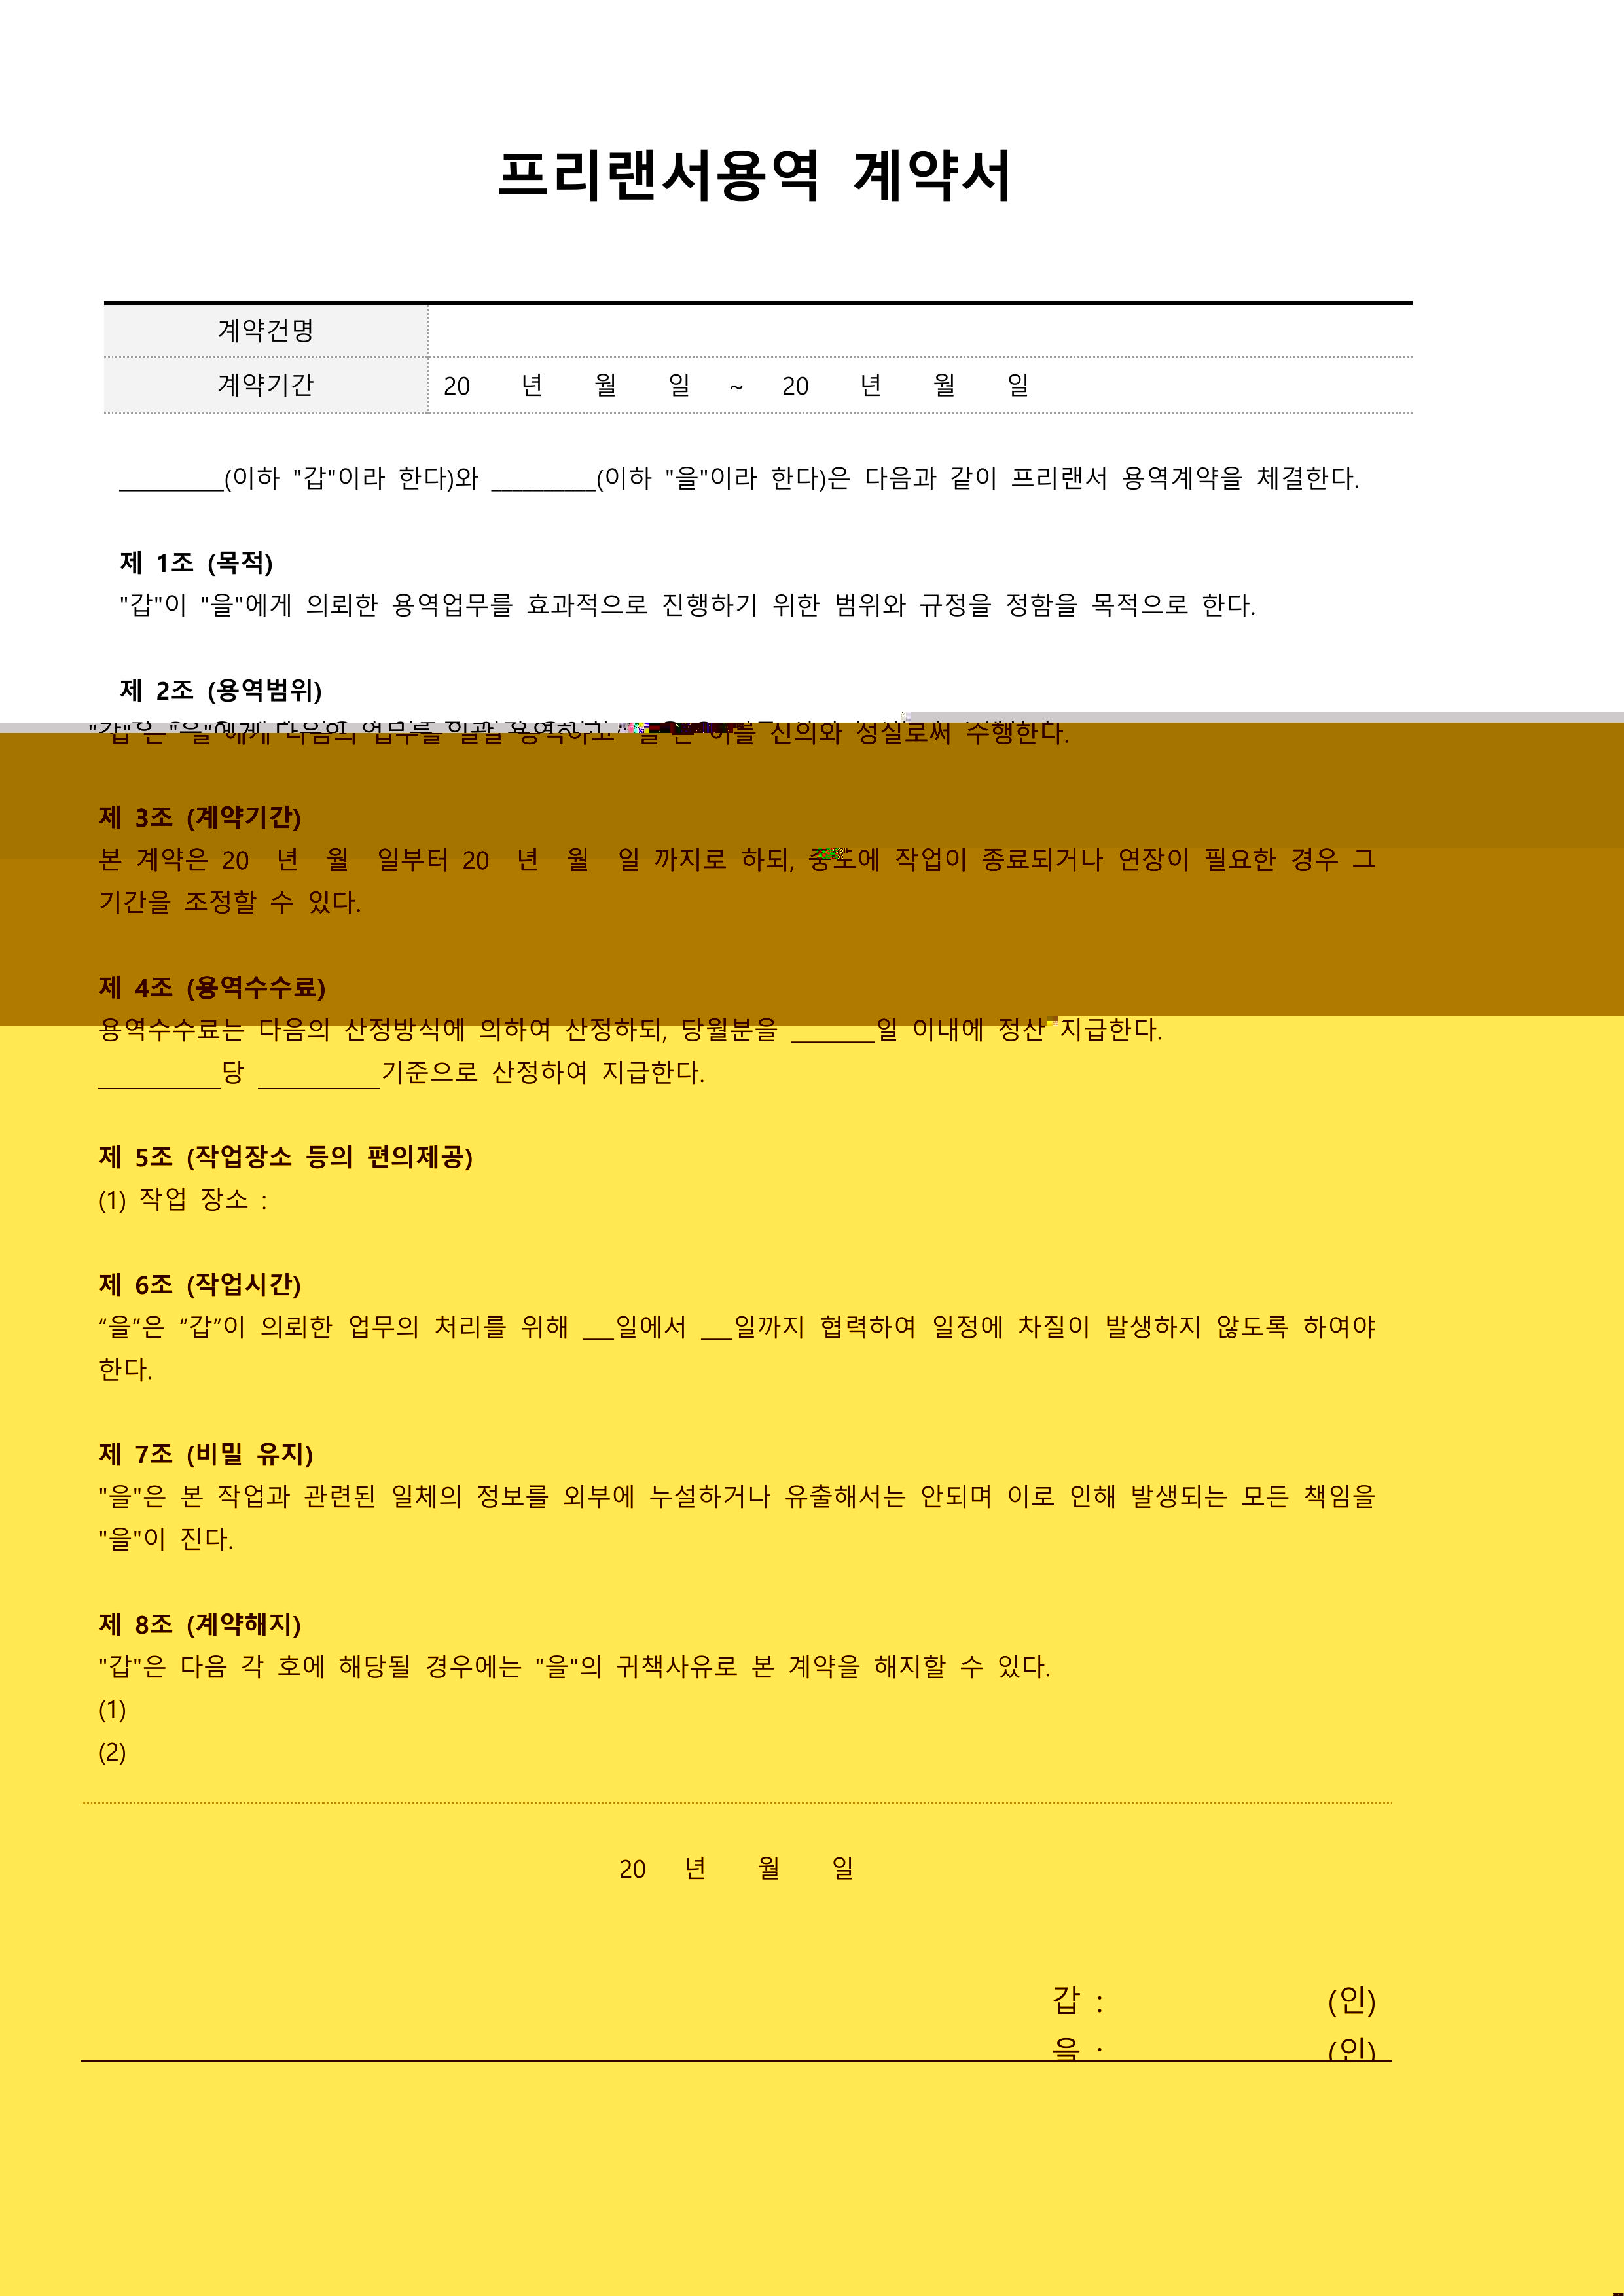 프리랜서용역 계약서
계약건명
계약기간 20 년 월 일 ~ 20 년 월 일
__________(이하 "갑"이라 한다)와 __________(이하 "을"이라 한다)은 다음과 같이 프리랜서 용역계약을 체결한다.
제 1조 (목적)
"갑"이 "을"에게 의뢰한 용역업무를 효과적으로 진행하기 위한 범위와 규정을 정함을 목적으로 한다.
제 2조 (용역범위)
"갑"은 "을"에게 다음의 업무를 일괄 용역하고 이를 신의와 성실로써 수행한다.
제 3조 (계약기간)
본 계약은 20 년 월 일부터 20 년 월 일 까지로 하되, 중도에 작업이 종료되거나 연장이 필요한 경우 그
기간을 조정할 수 있다.
제 4조 (용역수수료)
용역수수료는 다음의 산정방식에 의하여 산정하되, 당월분을 ________일 이내에 정산 지급한다.
____________당 ____________기준으로 산정하여 지급한다.
제 5조 (작업장소 등의 편의제공)
(1) 작업 장소 :
제 6조 (작업시간)
“을”은 “갑”이 의뢰한 업무의 처리를 위해 ___일에서 ___일까지 협력하여 일정에 차질이 발생하지 않도록 하여야
한다.
제 7조 (비밀 유지)
"을"은 본 작업과 관련된 일체의 정보를 외부에 누설하거나 유출해서는 안되며 이로 인해 발생되는 모든 책임을
"을"이 진다.
제 8조 (계약해지)
"갑"은 다음 각 호에 해당될 경우에는 "을"의 귀책사유로 본 계약을 해지할 수 있다.
(1)
(2)
20 년 월 일
갑 : (인)
을 : (인)